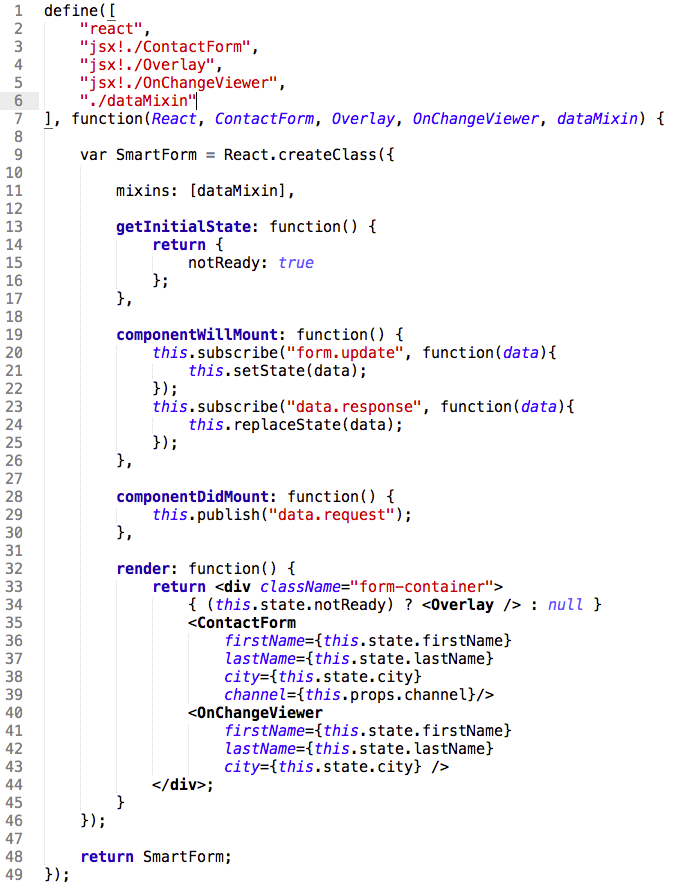 1 define([
2     "react",
3     "jsx!./ContactForm",
4     "jsx!./Overlay",
5     "jsx!./OnChangeViewer",
6     "./dataMixin"
7 ], function(React, ContactForm, Overlay, OnChangeViewer, dataMixin) {
8
9     var SmartForm = React.createClass({
10
11         mixins: [dataMixin],
12
13         getInitialState: function() {
14             return {
15                 notReady: true
16             };
17         },
18
19         componentWillMount: function() {
20             this.subscribe("form.update", function(data){
21                 this.setState(data);
22             });
23             this.subscribe("data.response", function(data){
24                 this.replaceState(data);
25             });
26         },
27
28         componentDidMount: function() {
29             this.publish("data.request");
30         },
31
32         render: function() {
33             return <div className="form-container">
34                 { (this.state.notReady) ? <Overlay /> : null }
35                 <ContactForm
36                     firstName={this.state.firstName}
37                     lastName={this.state.lastName}
38                     city={this.state.city}
39                     channel={this.props.channel}/>
40                 <OnChangeViewer
41                     firstName={this.state.firstName}
42                     lastName={this.state.lastName}
43                     city={this.state.city} />
44             </div>;
45         }
46     });
47
48     return SmartForm;
49 });